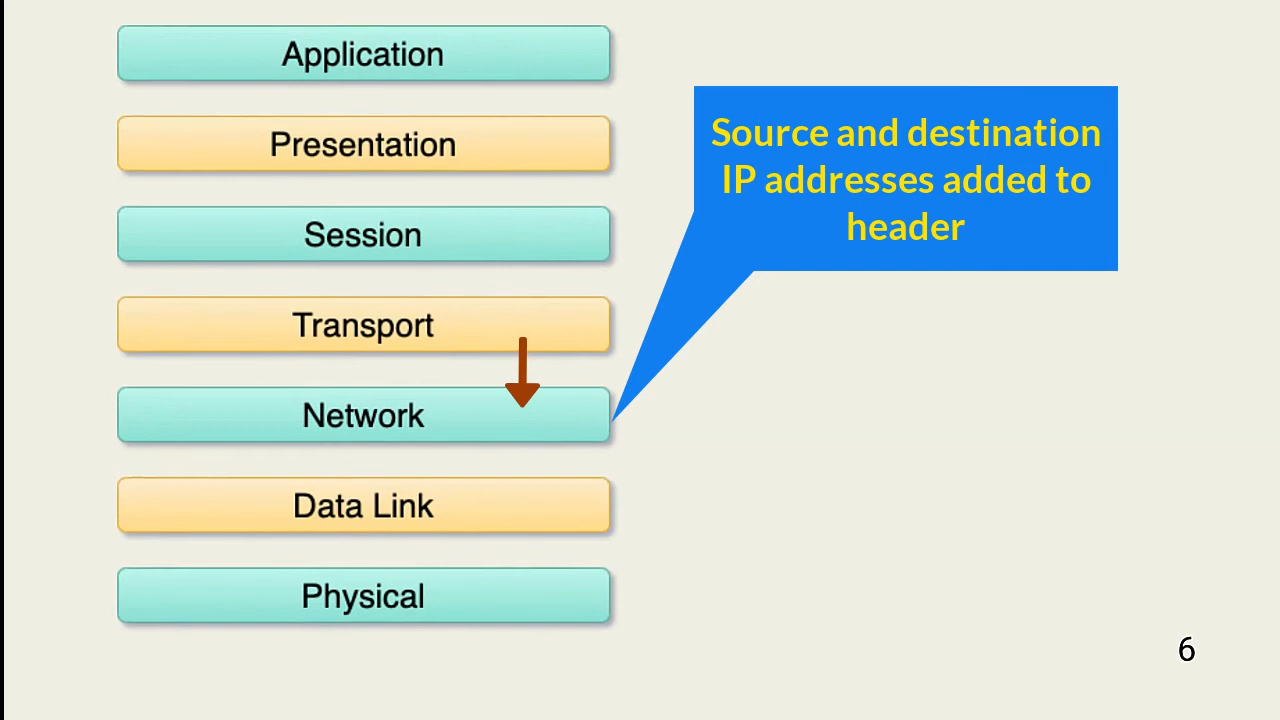 Application
Presentation
Session
Transport
Network
Data Link
Physical
Source and destination
IP addresses added to
header
6